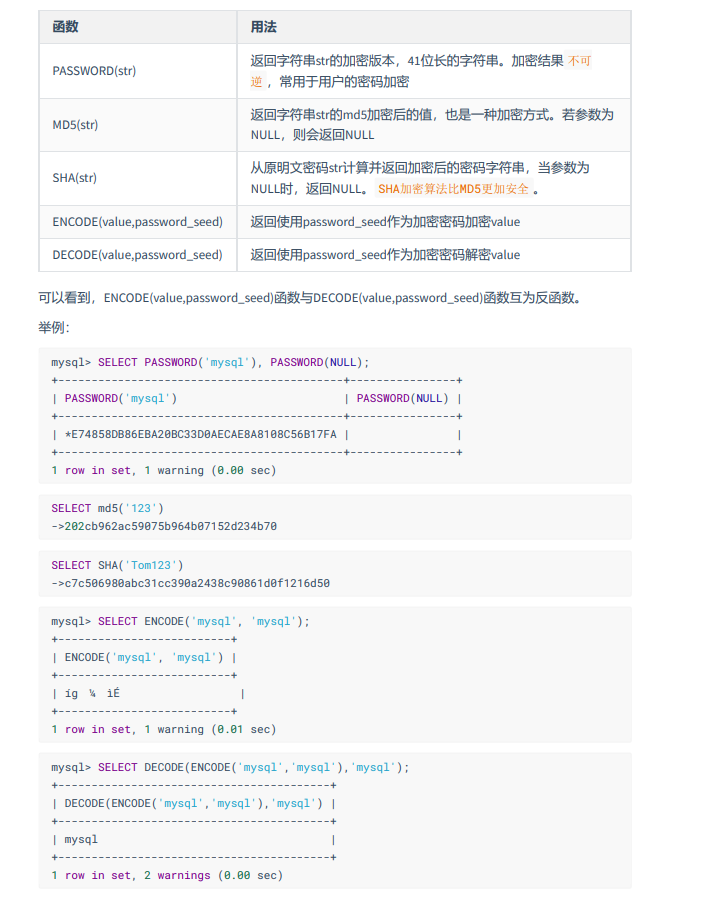 函数 用法
PASSWORD(str) 返回字符串str的加密版本，41位长的字符串。加密结果 不可
逆 ，常用于用户的密码加密
MD5(str) 返回字符串str的md5加密后的值，也是一种加密方式。若参数为
NULL，则会返回NULL
SHA(str) 从原明文密码str计算并返回加密后的密码字符串，当参数为
NULL时，返回NULL。 SHA加密算法比MD5更加安全 。
ENCODE(value,password_seed) 返回使用password_seed作为加密密码加密value
DECODE(value,password_seed) 返回使用password_seed作为加密密码解密value
可以看到，ENCODE(value,password_seed)函数与DECODE(value,password_seed)函数互为反函数。
举例：
mysql> SELECT PASSWORD('mysql'), PASSWORD(NULL);
+-------------------------------------------+----------------+
| PASSWORD('mysql') | PASSWORD(NULL) |
+-------------------------------------------+----------------+
| *E74858DB86EBA20BC33D0AECAE8A8108C56B17FA | |
+-------------------------------------------+----------------+
1 row in set, 1 warning (0.00 sec)
SELECT md5('123')
->202cb962ac59075b964b07152d234b70
SELECT SHA('Tom123')
->c7c506980abc31cc390a2438c90861d0f1216d50
mysql> SELECT ENCODE('mysql', 'mysql');
+--------------------------+
| ENCODE('mysql', 'mysql') |
+--------------------------+
| íg ¼ ìÉ |
+--------------------------+
1 row in set, 1 warning (0.01 sec)
mysql> SELECT DECODE(ENCODE('mysql','mysql'),'mysql');
+-----------------------------------------+
| DECODE(ENCODE('mysql','mysql'),'mysql') |
+-----------------------------------------+
| mysql |
+-----------------------------------------+
1 row in set, 2 warnings (0.00 sec)